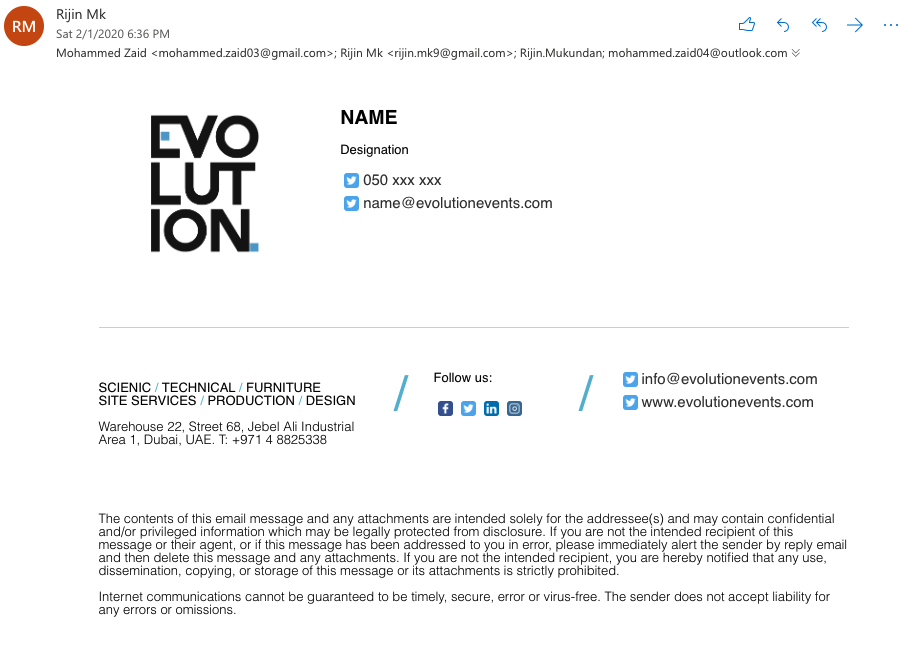 RM
Rijin Mk
Sat 2/1/2020 6:36 PM
Mohammed Zaid <mohammed.zaid03@gmail.com>; Rijin Mk <rijin.mk9@gmail.com>; Rijin.Mukundan; mohammed.zaid04@outlook.com
EVO
LUT
ION.
NAME
Designation
050 xxx xxx
name@evolutionevents.com
SCIENIC / TECHNICAL / FURNITURE
SITE SERVICES / PRODUCTION / DESIGN
Warehouse 22, Street 68, Jebel Ali Industrial
Area 1, Dubai, UAE. T: +971 4 8825338
/
Follow us:
/
info@evolutionevents.com
www.evolutionevents.com
The contents of this email message and any attachments are intended solely for the addressee(s) and may contain confidential
and/or privileged information which may be legally protected from disclosure. If you are not the intended recipient of this
message or their agent, or if this message has been addressed to you in error, please immediately alert the sender by reply email
and then delete this message and any attachments. If you are not the intended recipient, you are hereby notified that any use,
dissemination, copying, or storage of this message or its attachments is strictly prohibited.
Internet communications cannot be guaranteed to be timely, secure, error or virus-free. The sender does not accept liability for
any errors or omissions.